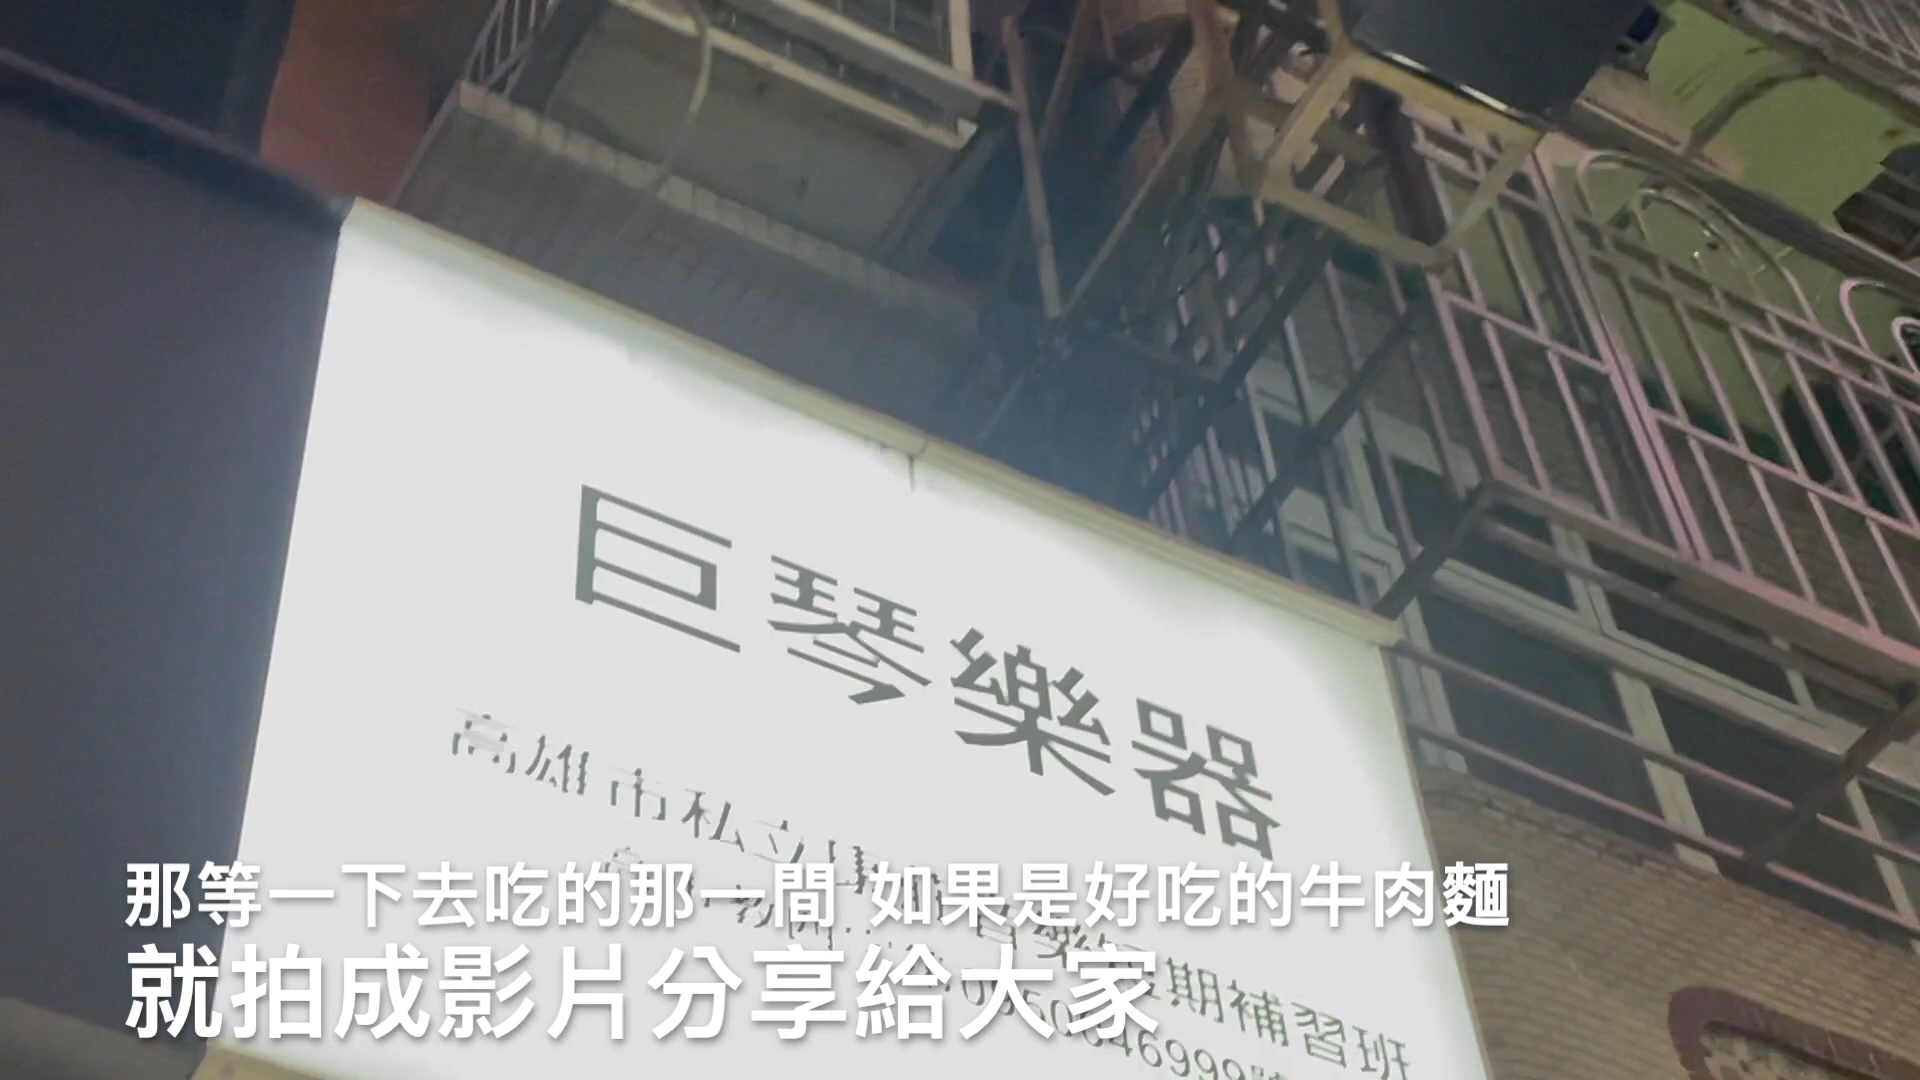 巨琴樂器
高雄市私立
期補習班
那等一下去吃的那一間 如果是好吃的牛肉麵
就拍成影片分享給大家